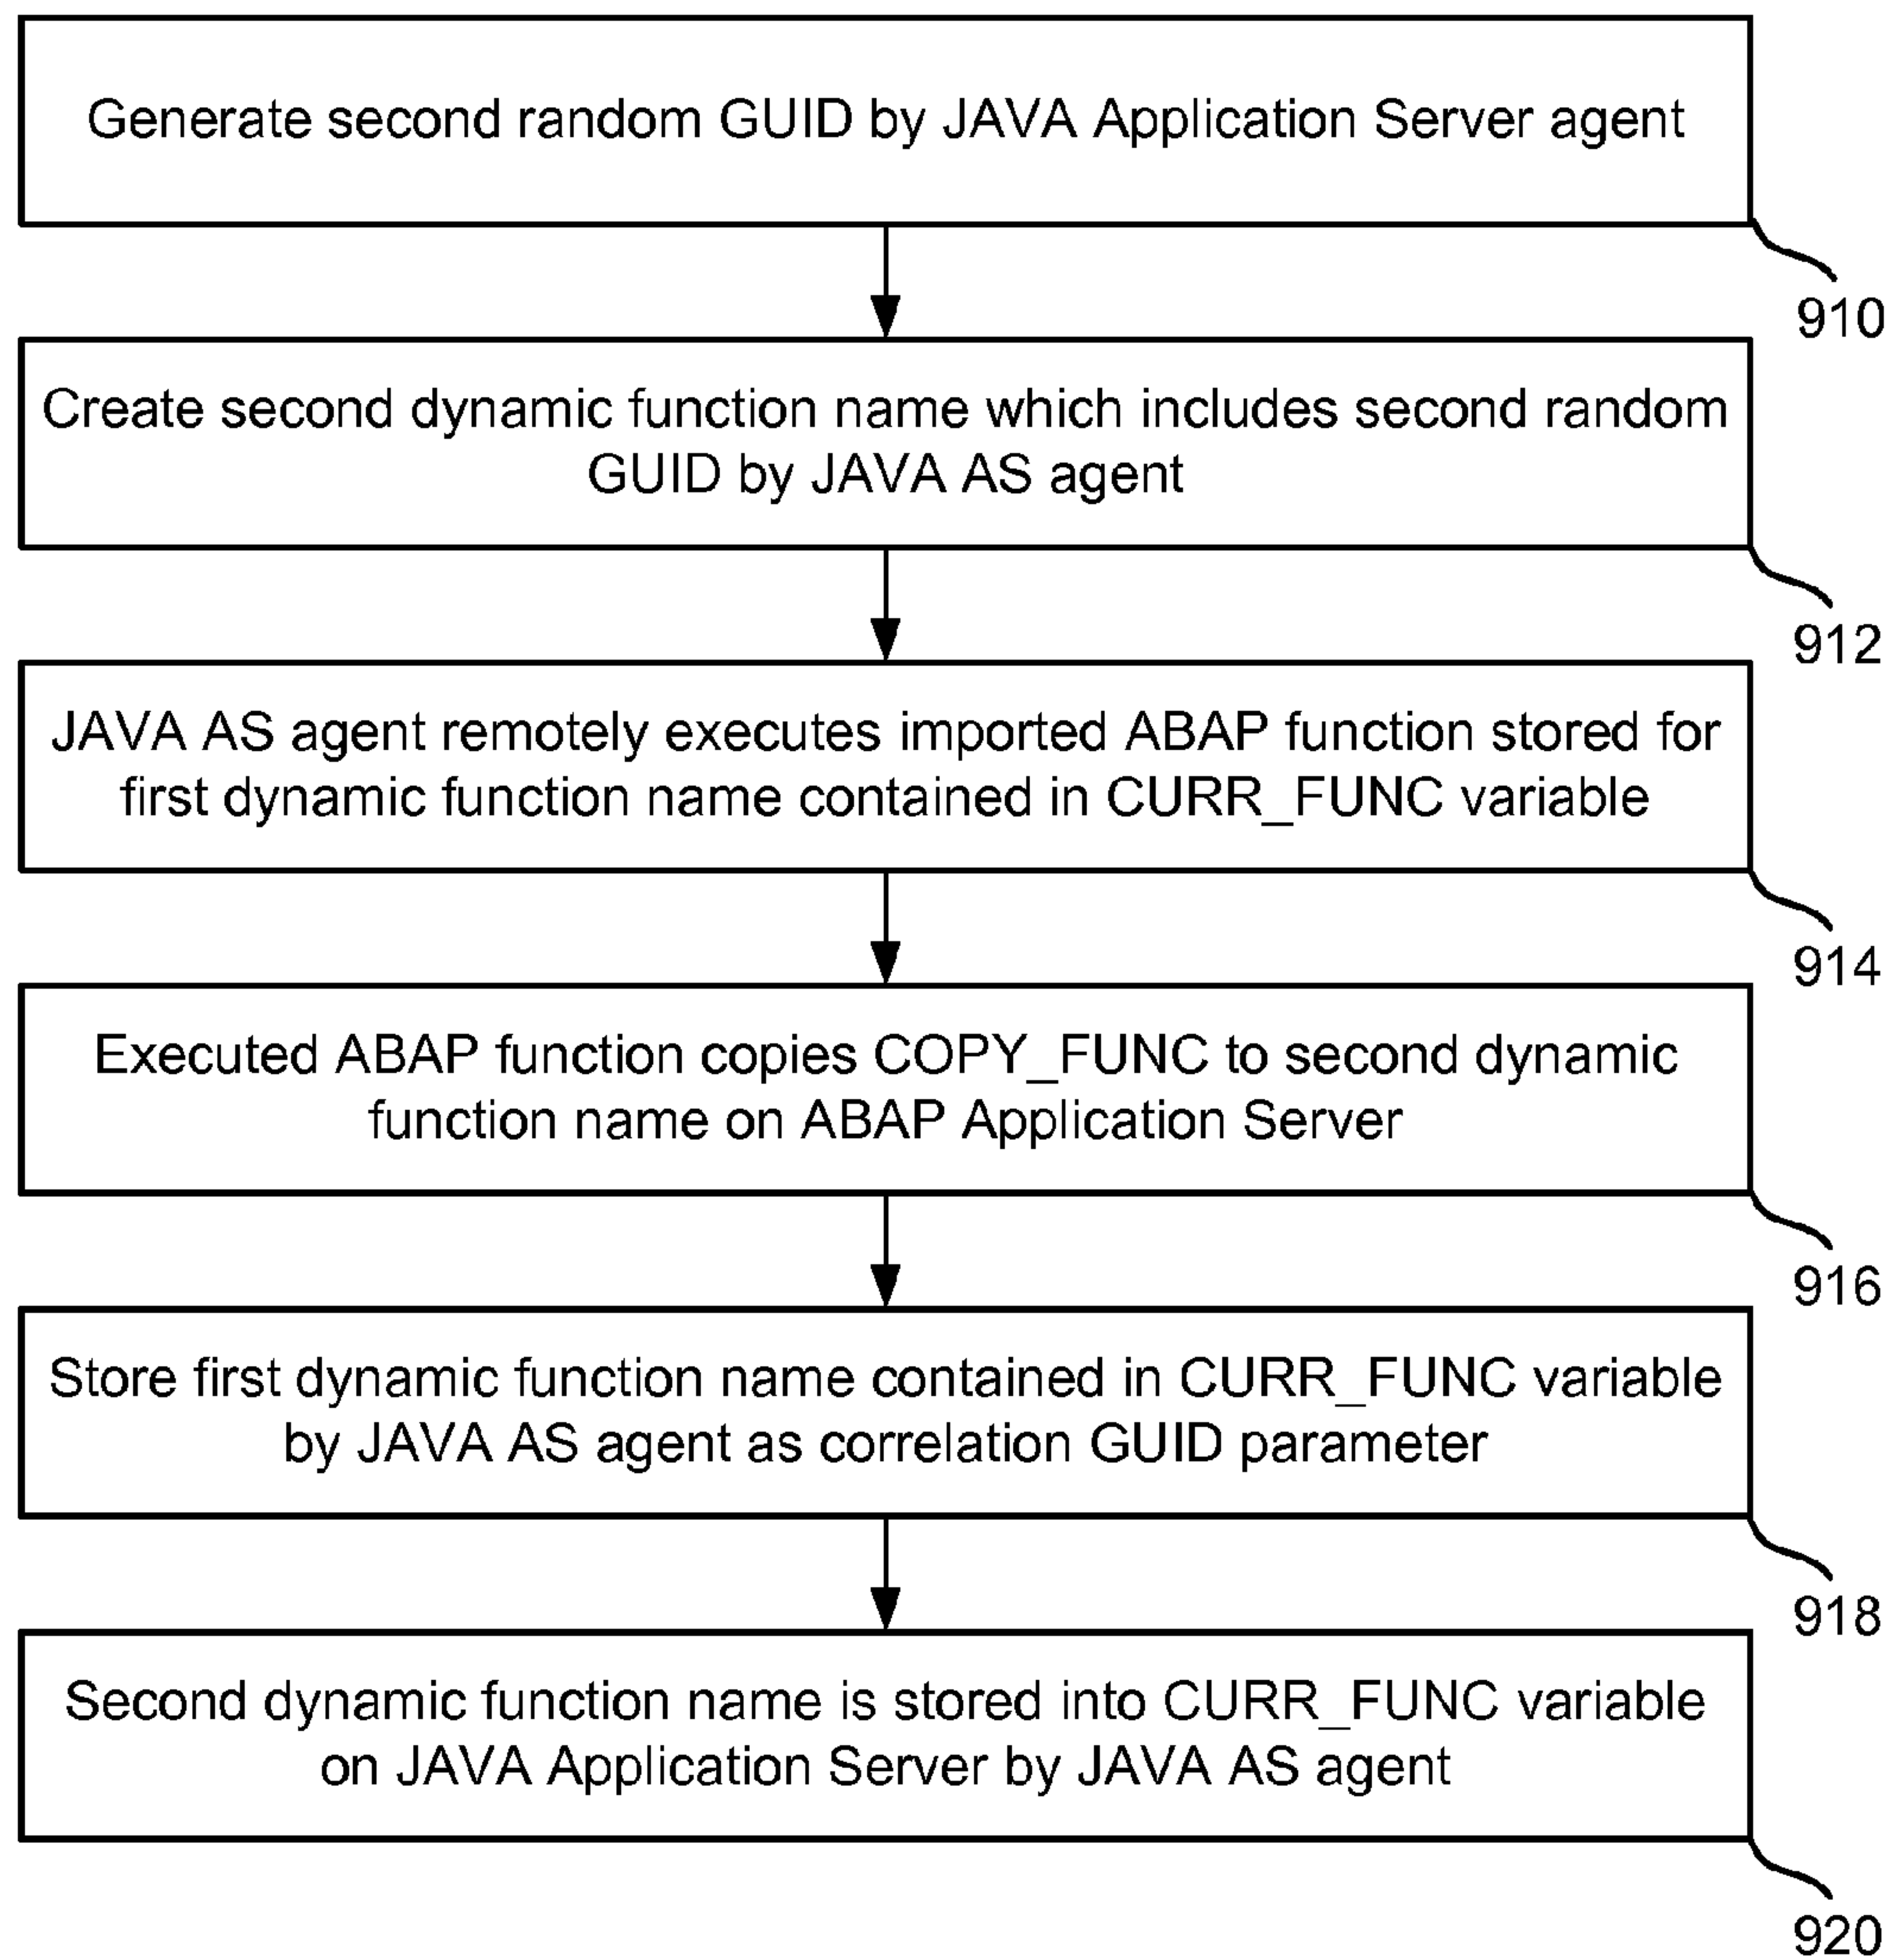 Generate second random GUID by JAVA Application Server agent
910
Create second dynamic function name which includes second random
GUID by JAVA AS agent
912
JAVA AS agent remotely executes imported ABAP function stored for
first dynamic function name contained in CURR_FUNC variable
914
Executed ABAP function copies COPY_FUNC to second dynamic
function name on ABAP Application Server
916
Store first dynamic function name contained in CURR_FUNC variable
by JAVA AS agent as correlation GUID parameter
918
Second dynamic function name is stored into CURR_FUNC variable
on JAVA Application Server by JAVA AS agent
920